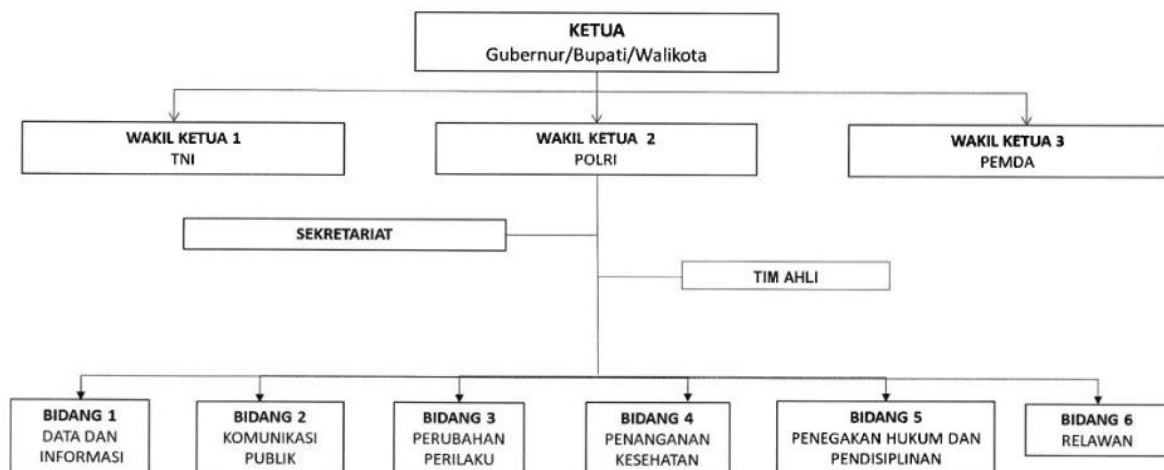 KETUA
Gubernur/Bupati/Walikota
WAKIL KETUA 1
TNI
WAKIL KETUA 2
POLRI
WAKIL KETUA 3
PEMDA
SEKRETARIAT
TIM AHLI
BIDANG 1
DATA DAN
INFORMASI
BIDANG 2
KOMUNIKASI
PUBLIK
BIDANG 3
PERUBAHAN
PERILAKU
BIDANG 4
PENANGANAN
KESEHATAN
BIDANG 5
PENEGAKAN HUKUM DAN
PENDISIPLINAN
BIDANG 6
RELAWAN